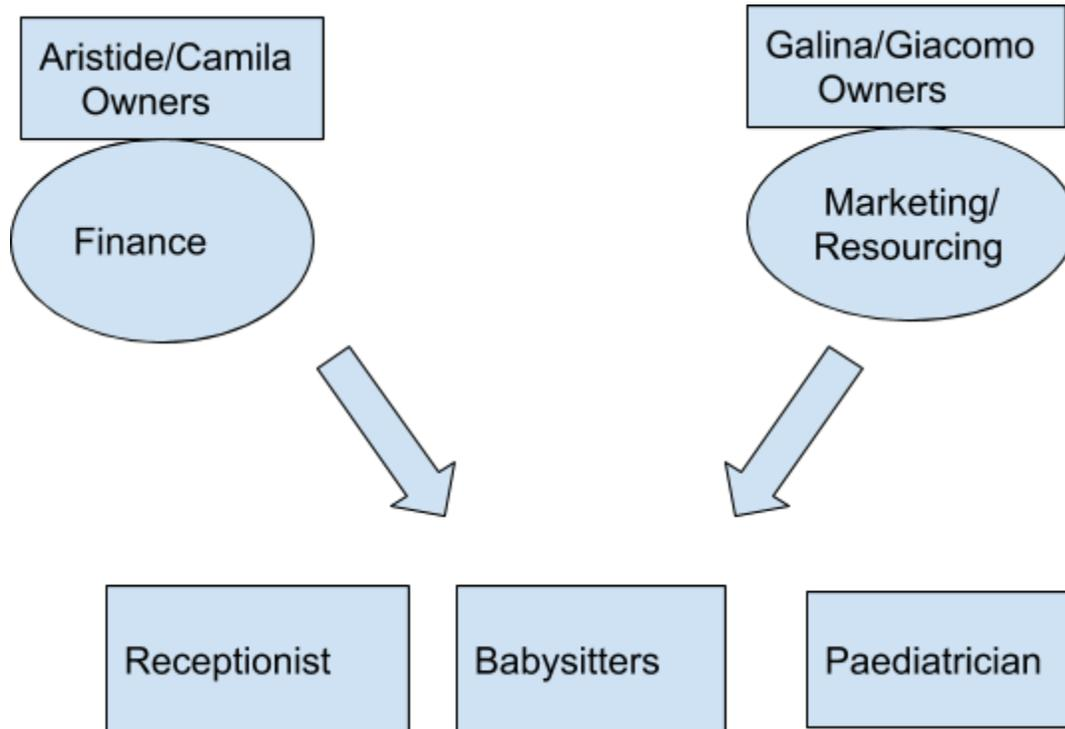 Aristide/Camila
Owners
Galina/Giacomo
Owners
Finance
Marketing/
Resourcing
Receptionist
Babysitters
Paediatrician